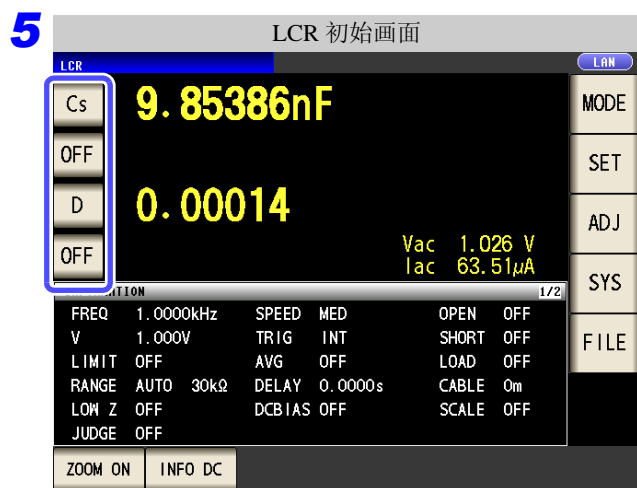 5
LCR 初始画面
LCR
LAN
Cs 9.85386nF
MODE
OFF
SET
D 0.00014
ADJ
OFF
Vac 1.026 V
Iac 63.51μA
SYS
1/2
FREQ 1.0000kHz SPEED MED OPEN OFF
V 1.000V TRIG INT SHORT OFF
FILE
LIMIT OFF AVG OFF LOAD OFF
RANGE AUTO 30kΩ DELAY 0.0000s CABLE 0m
LOW Z OFF DCBIAS OFF SCALE OFF
JUDGE OFF
ZOOM ON INFO DC